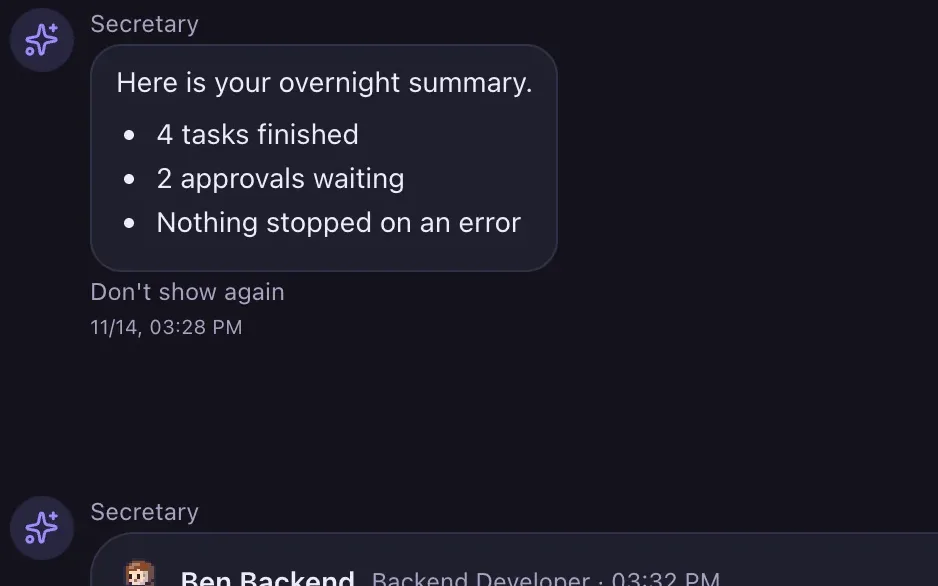 Secretary
Here is your overnight summary.
• 4 tasks finished
• 2 approvals waiting
• Nothing stopped on an error
Don't show again
11/14, 03:28 PM
Secretary
Ben Backend Backend Developer · 03:32 PM